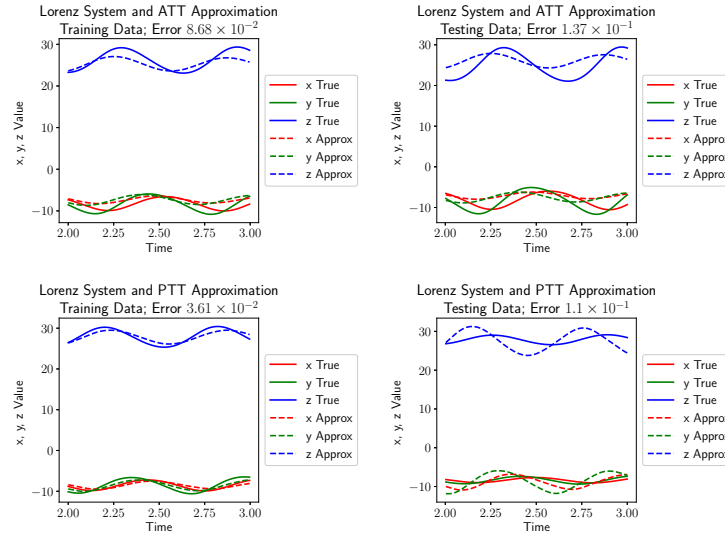 Lorenz System and ATT Approximation
Training Data; Error 8.68 × 10⁻²
x, y, z Value
30
20
10
0
−10
2.00
2.25
2.50
2.75
3.00
Time
x True
y True
z True
x Approx
y Approx
z Approx
Lorenz System and ATT Approximation
Testing Data; Error 1.37 × 10⁻¹
x, y, z Value
30
20
10
0
−10
2.00
2.25
2.50
2.75
3.00
Time
x True
y True
z True
x Approx
y Approx
z Approx
Lorenz System and PTT Approximation
Training Data; Error 3.61 × 10⁻²
x, y, z Value
30
20
10
0
−10
2.00
2.25
2.50
2.75
3.00
Time
x True
y True
z True
x Approx
y Approx
z Approx
Lorenz System and PTT Approximation
Testing Data; Error 1.1 × 10⁻¹
x, y, z Value
30
20
10
0
−10
2.00
2.25
2.50
2.75
3.00
Time
x True
y True
z True
x Approx
y Approx
z Approx